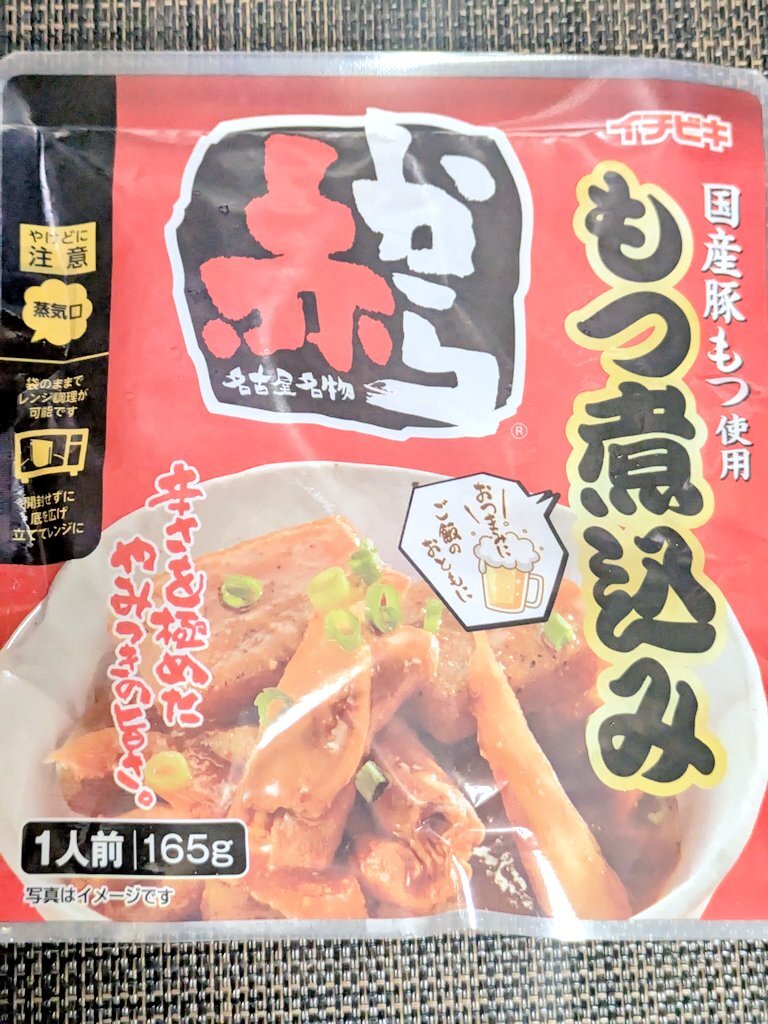 イチビキ
国産豚もつ使用
もつ煮込み
赤から
名古屋名物
®
やけどに
注意
蒸気口
袋のままで
レンジ調理が
可能です
開封せずに
底を広げ
立ててレンジに
おつまみに
ご飯の
おともに
辛さを極めた
やみつきの旨さ。
1人前 165g
写真はイメージです